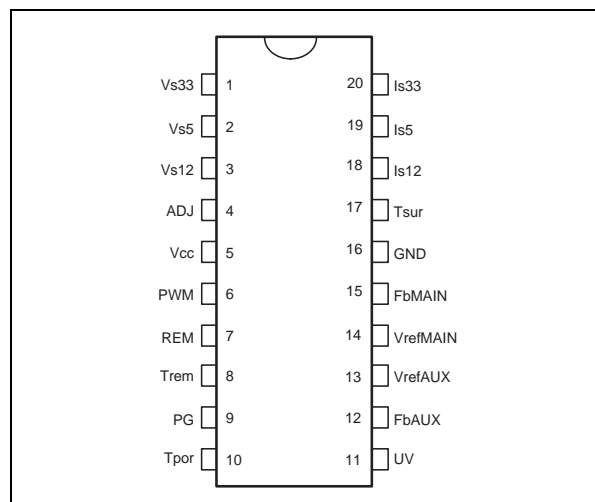 Vs33 1 20 Is33
Vs5 2 19 Is5
Vs12 3 18 Is12
ADJ 4 17 Tsur
Vcc 5 16 GND
PWM 6 15 FbMAIN
REM 7 14 VrefMAIN
Trem 8 13 VrefAUX
PG 9 12 FbAUX
Tpor 10 11 UV